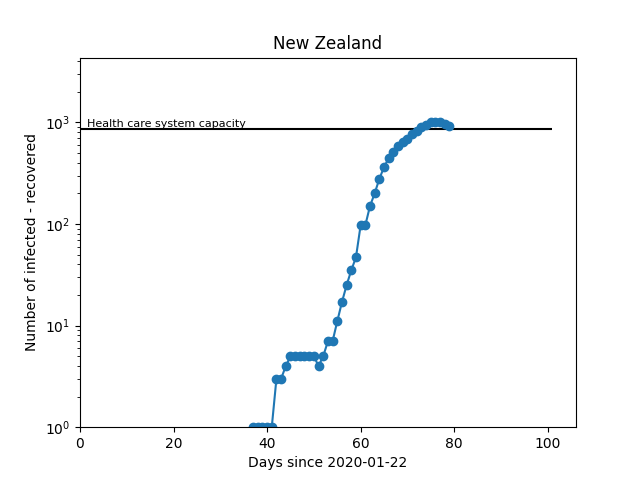 New Zealand
Health care system capacity
Number of infected - recovered
10³
10²
10¹
10⁰
0 20 40 60 80 100
Days since 2020-01-22